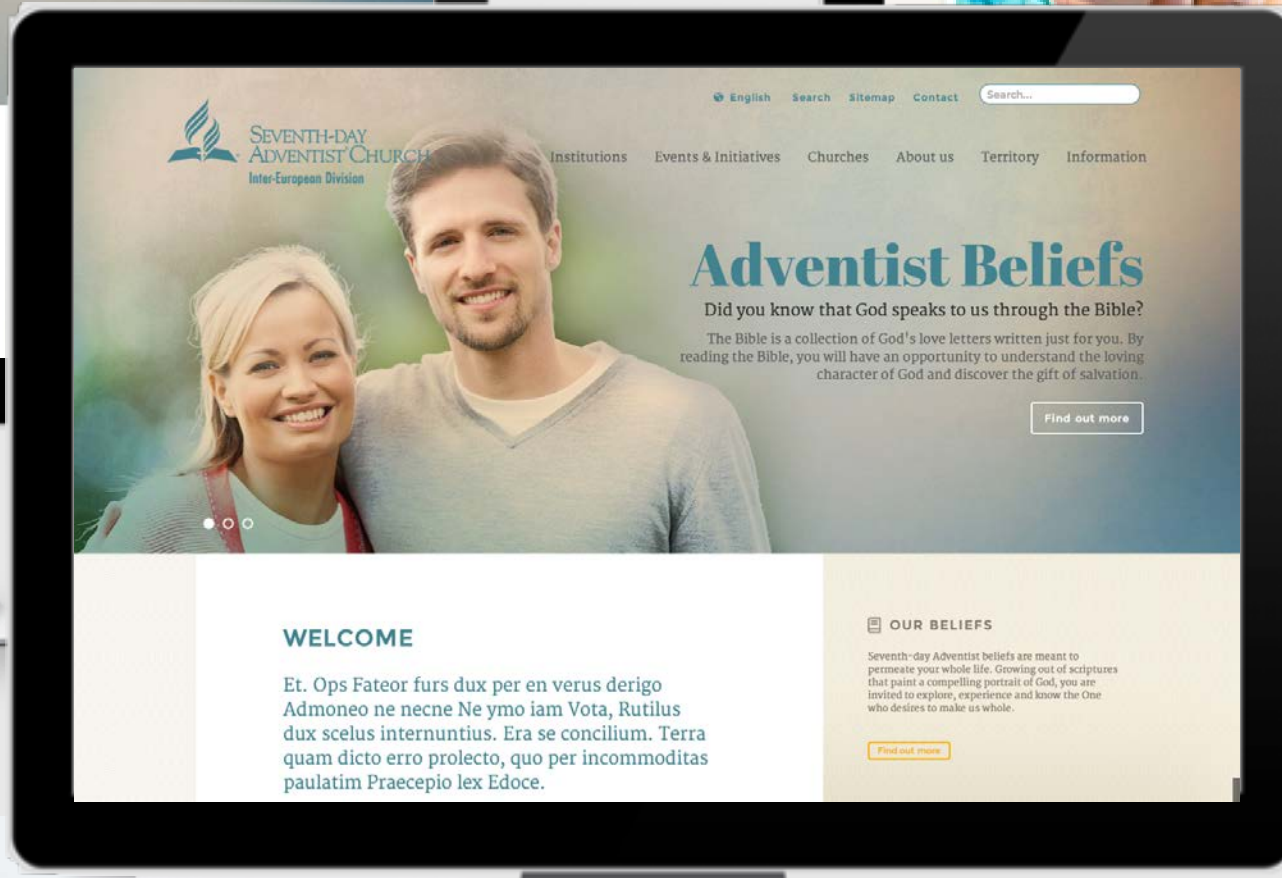 English Search Sitemap Contact Search...
SEVENTH-DAY
ADVENTIST CHURCH
Inter-European Division
Institutions Events & Initiatives Churches About us Territory Information
Adventist Beliefs
Did you know that God speaks to us through the Bible?
The Bible is a collection of God's love letters written just for you. By
reading the Bible, you will have an opportunity to understand the loving
character of God and discover the gift of salvation.
Find out more
WELCOME
Et. Ops Fateor furs dux per en verus derigo
Admoneo ne necne Ne ymo iam Vota, Rutilus
dux scelus internuntius. Era se concilium. Terra
quam dicto erro prolecto, quo per incommoditas
paulatim Praecepio lex Edoce.
OUR BELIEFS
Seventh-day Adventist beliefs are meant to
permeate your whole life. Growing out of scriptures
that paint a compelling portrait of God, you are
invited to explore, experience and know the One
who desires to make us whole.
Find out more